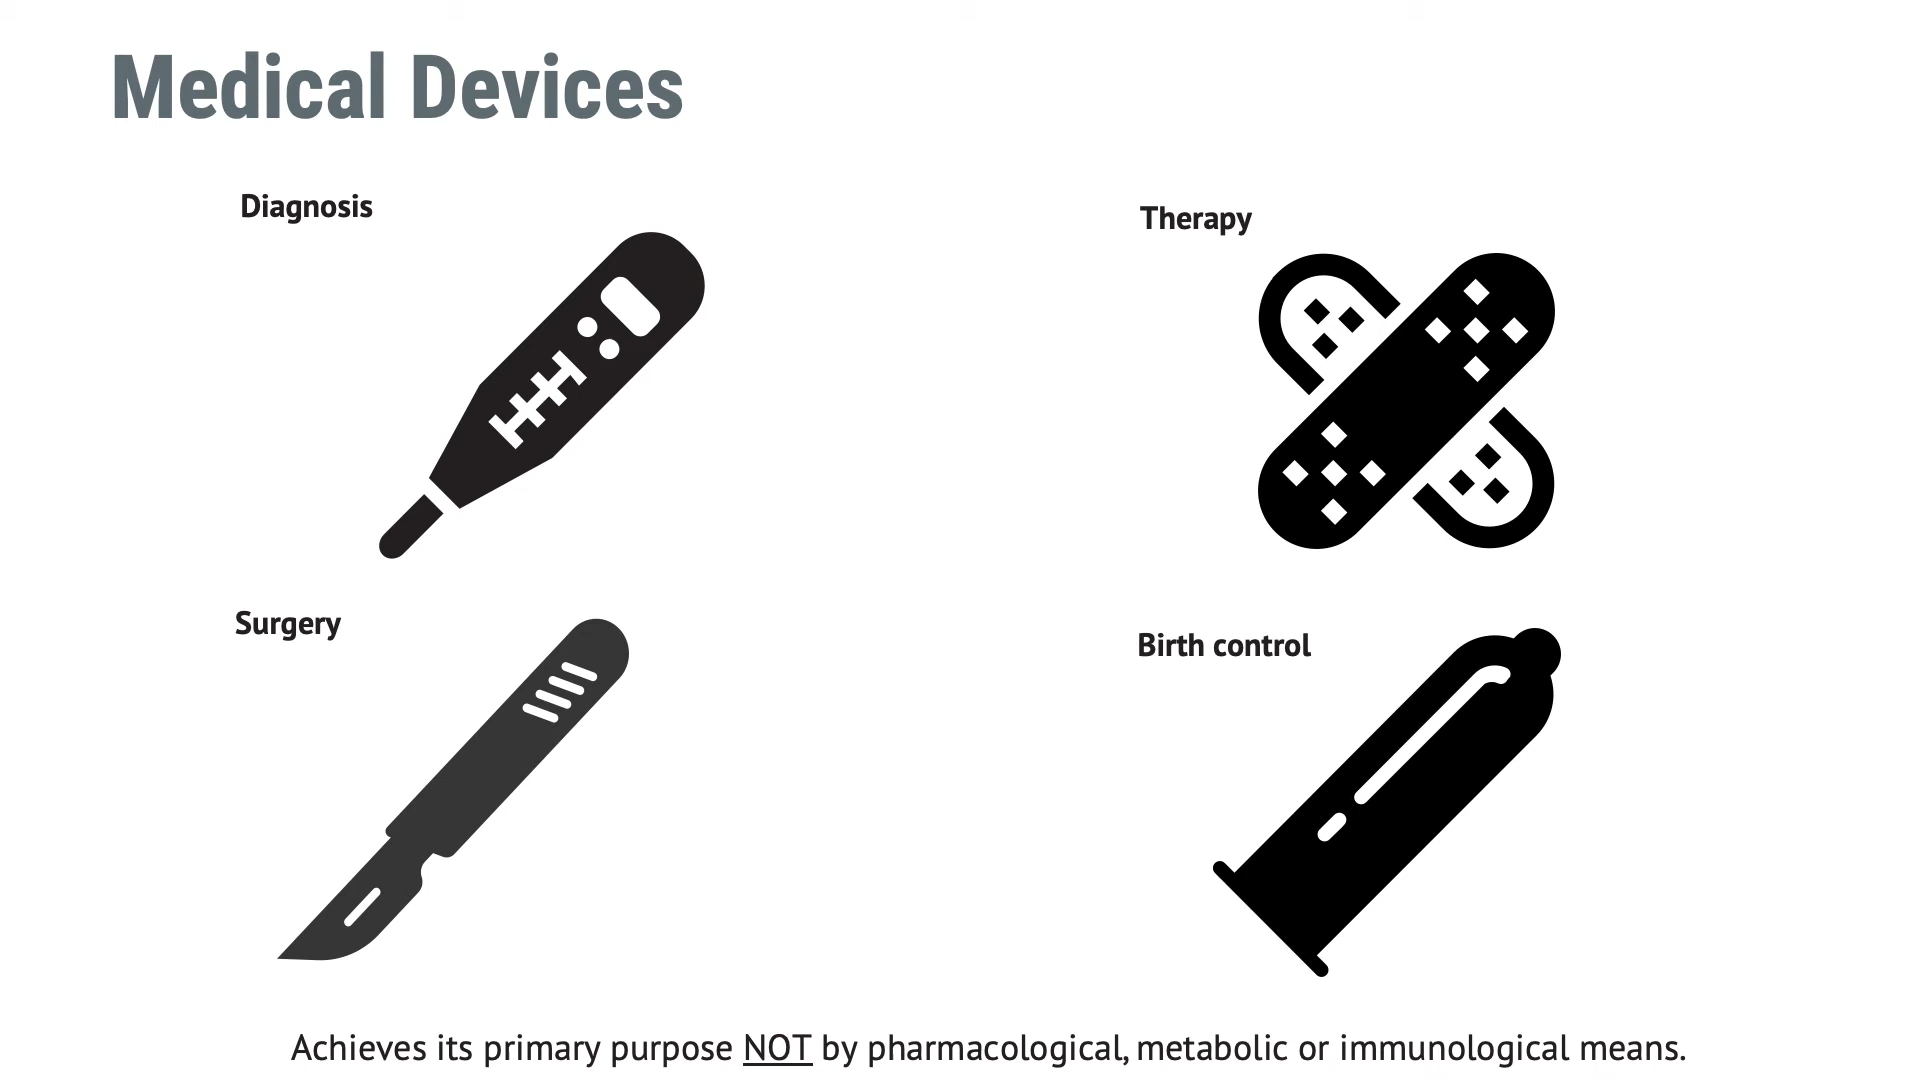 Medical Devices
Diagnosis
Therapy
Surgery
Birth control
Achieves its primary purpose NOT by pharmacological, metabolic or immunological means.